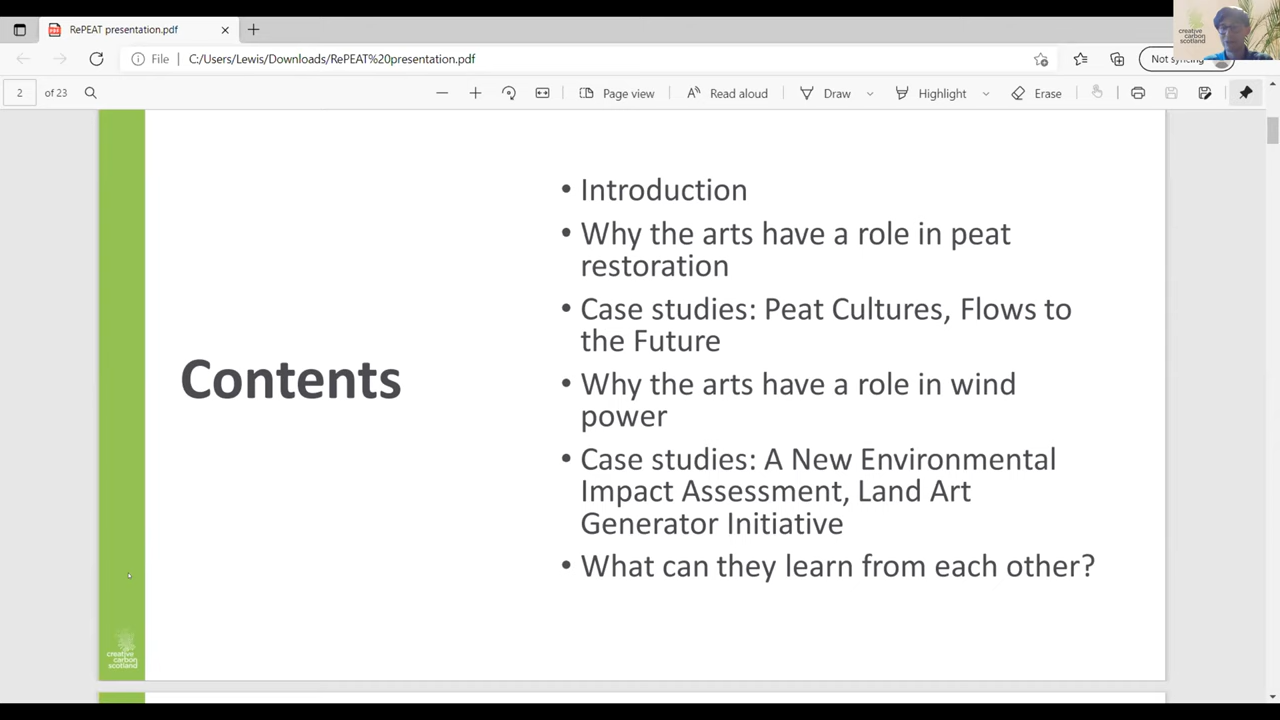 RePEAT presentation.pdf
File
C:/Users/Lewis/Downloads/RePEAT%20presentation.pdf
Not syncing
2 of 23
Page view
Read aloud
Draw
Highlight
Erase
creative
carbon
scotland
Contents
• Introduction
• Why the arts have a role in peat
restoration
• Case studies: Peat Cultures, Flows to
the Future
• Why the arts have a role in wind
power
• Case studies: A New Environmental
Impact Assessment, Land Art
Generator Initiative
• What can they learn from each other?
creative
carbon
scotland